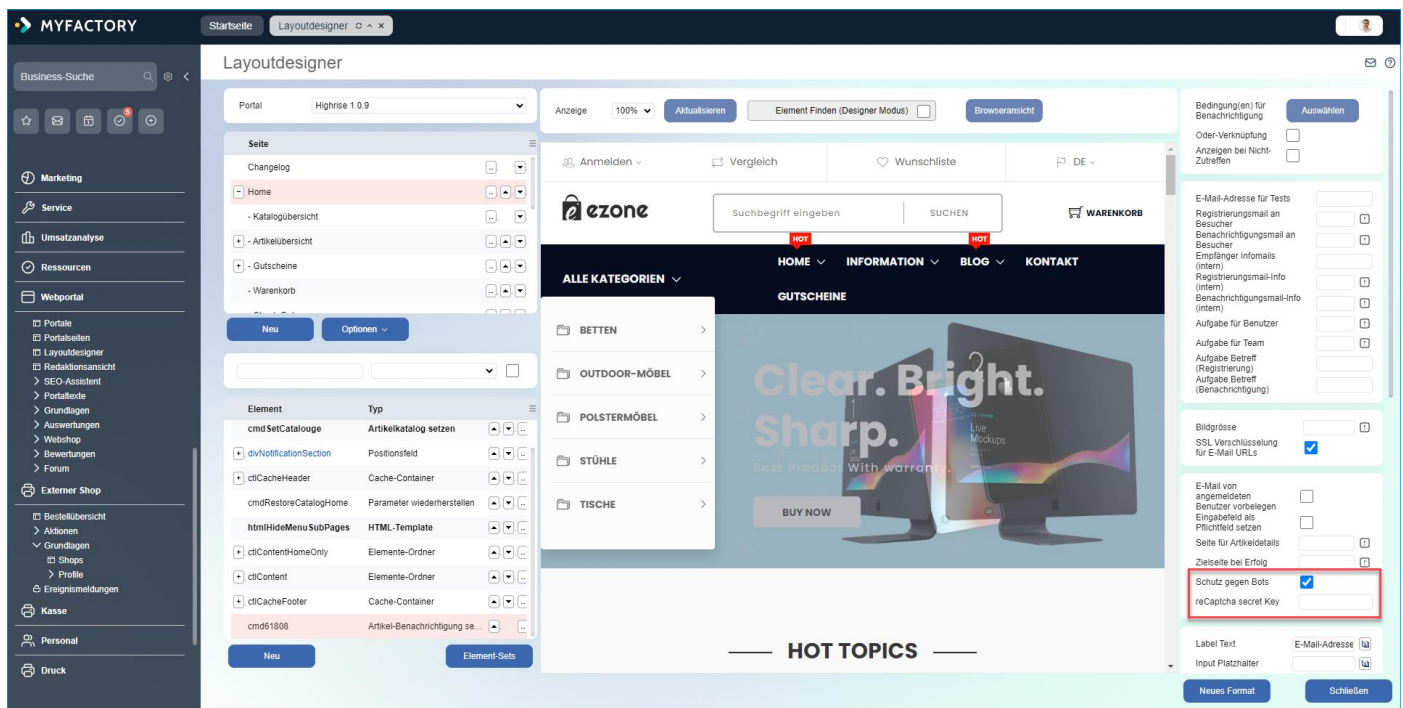 MYFACTORY
Startseite
Layoutdesigner
Business-Suche
5
Marketing
Service
Umsatzanalyse
Ressourcen
Webportal
Portale
Portalseiten
Layoutdesigner
Redaktionsansicht
SEO-Assistent
Portaltexte
Grundlagen
Auswertungen
Webshop
Bewertungen
Forum
Externer Shop
Bestellübersicht
Aktionen
Grundlagen
Shops
Profile
Ereignismeldungen
Kasse
Personal
Druck
Layoutdesigner
Portal
Highrise 1.0.9
Seite
Changelog
Home
- Katalogübersicht
- Artikelübersicht
- Gutscheine
- Warenkorb
Neu
Optionen
Element Typ
cmdSetCatalouge Artikelkatalog setzen
divNotificationSection Positionsfeld
ctlCacheHeader Cache-Container
cmdRestoreCatalogHome Parameter wiederherstellen
htmlHideMenuSubPages HTML-Template
ctlContentHomeOnly Elemente-Ordner
ctlContent Elemente-Ordner
ctlCacheFooter Cache-Container
cmd61808 Artikel-Benachrichtigung se...
Neu
Element-Sets
Anzeige
100%
Aktualisieren
Element Finden (Designer Modus)
Browseransicht
Anmelden
Vergleich
Wunschliste
DE
ezone
Suchbegriff eingeben
SUCHEN
WARENKORB
HOT
HOT
ALLE KATEGORIEN
HOME
INFORMATION
BLOG
KONTAKT
GUTSCHEINE
BETTEN
OUTDOOR-MÖBEL
POLSTERMÖBEL
STÜHLE
TISCHE
Clear. Bright.
Sharp.
Best Product With warranty.
BUY NOW
Live
Mockups
HOT TOPICS
Bedingung(en) für
Benachrichtigung
Auswählen
Oder-Verknüpfung
Anzeigen bei Nicht-
Zutreffen
E-Mail-Adresse für Tests
Registrierungsmail an
Besucher
Benachrichtigungsmail an
Besucher
Empfänger Infomails
(intern)
Registrierungsmail-Info
(intern)
Benachrichtigungsmail-Info
(intern)
Aufgabe für Benutzer
Aufgabe für Team
Aufgabe Betreff
(Registrierung)
Aufgabe Betreff
(Benachrichtigung)
Bildgrösse
SSL Verschlüsselung
für E-Mail URLs
E-Mail von
angemeldeten
Benutzer vorbelegen
Eingabefeld als
Pflichtfeld setzen
Seite für Artikeldetails
Zielseite bei Erfolg
Schutz gegen Bots
reCaptcha secret Key
Label Text
E-Mail-Adresse
Input Platzhalter
Neues Format
Schließen